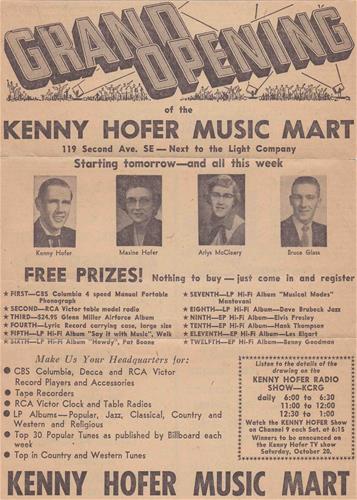 GRAND OPENING
of the
KENNY HOFER MUSIC MART
119 Second Ave. SE—Next to the Light Company
Starting tomorrow—and all this week
Kenny Hofer
Maxine Hofer
Arlys McCleary
Bruce Glass
FREE PRIZES! Nothing to buy—just come in and register
★ FIRST—CBS Columbia 4 speed Manual Portable
Phonograph
★ SECOND—RCA Victor table model radio
★ THIRD—$24.95 Glenn Miller Airforce Album
★ FOURTH—Lyric Record carrying case, large size
★ FIFTH—LP Hi-Fi Album "Say it with Music", Welk
★ SIXTH—LP Hi-Fi Album "Howdy", Pat Boone
★ SEVENTH—LP Hi-Fi Album "Musical Modes"
Mantovani
★ EIGHTH—LP Hi-Fi Album—Dave Brubeck Jazz
★ NINTH—EP Hi-Fi Album—Elvis Presley
★ TENTH—EP Hi-Fi Album—Hank Thompson
★ ELEVENTH—EP Hi-Fi Album—Les Elgart
★ TWELFTH—EP Hi-Fi Album—Benny Goodman
Make Us Your Headquarters for:
● CBS Columbia, Decca and RCA Victor
Record Players and Accessories
● Tape Recorders
● RCA Victor Clock and Table Radios
● LP Albums—Popular, Jazz, Classical, Country
and Western and Religious
● Top 30 Popular Tunes as published by Billboard each
week
● Top in Country and Western Tunes
Listen to the details of the
drawing on the
KENNY HOFER RADIO
SHOW—KCRG
daily 6:00 to 6:30
11:00 to 12:00
12:30 to 1:00
Watch the KENNY HOFER Show
on Channel 9 each Sat. at 6:15
Winners to be announced on
the Kenny Hofer TV show
Saturday, October 20.
KENNY HOFER MUSIC MART